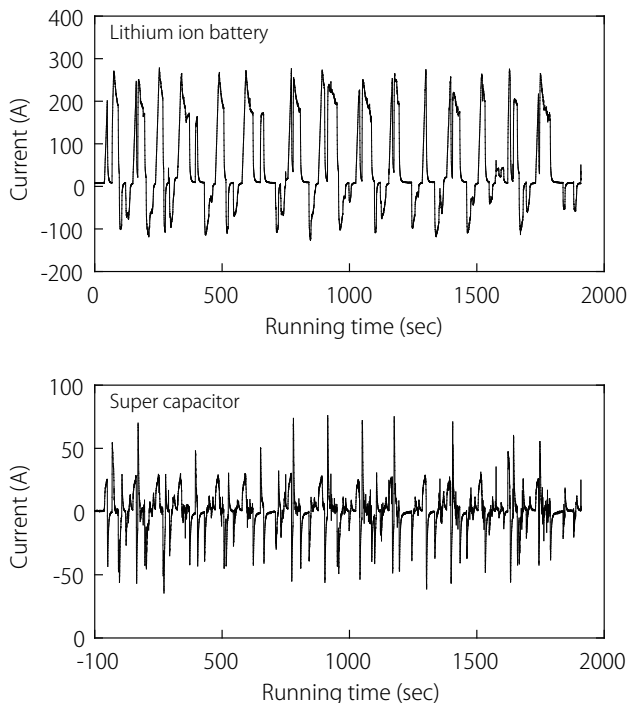 400
Lithium ion battery
300
200
100
0
-100
-200
Current (A)
0 500 1000 1500 2000
Running time (sec)
100
Super capacitor
50
0
-50
0
Current (A)
-100 500 1000 1500 2000
Running time (sec)